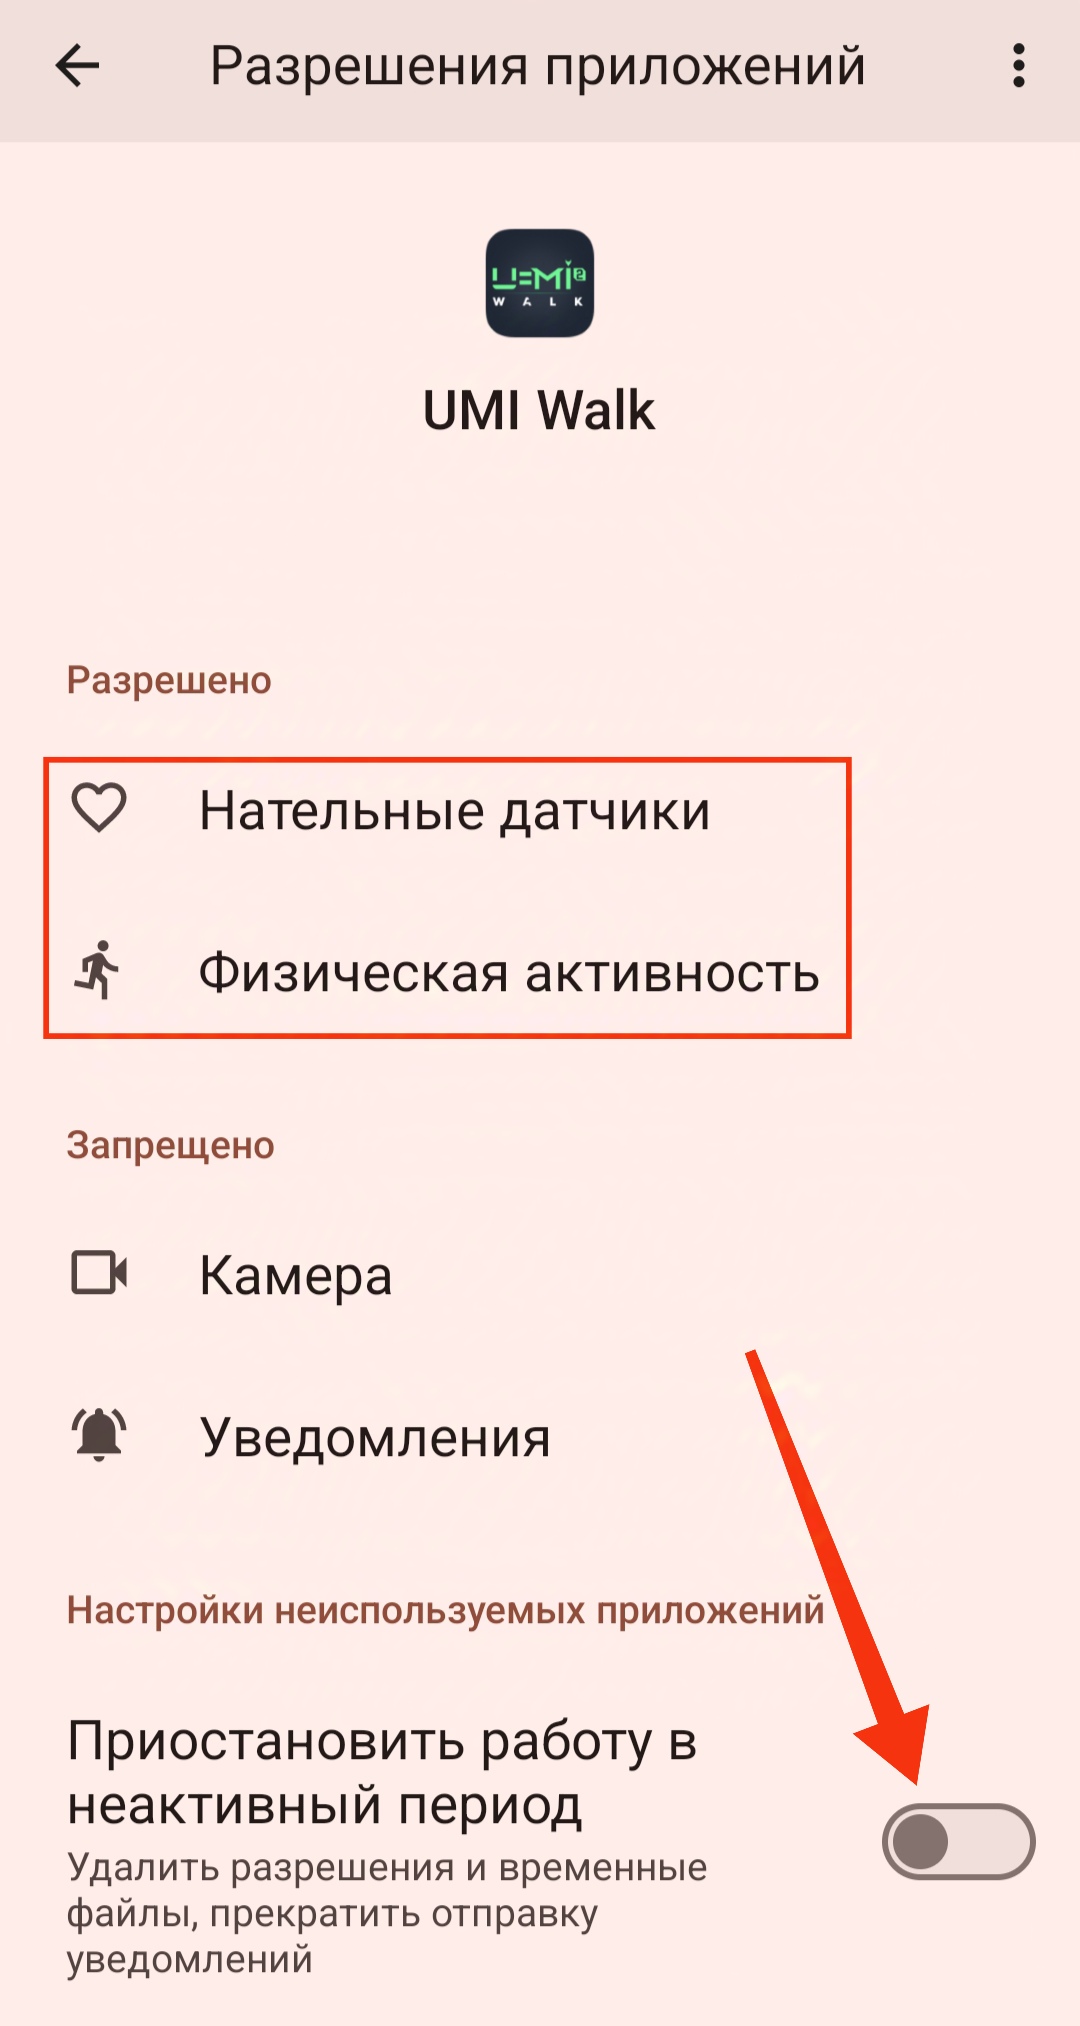 Разрешения приложений
UMi2
WALK
UMI Walk
Разрешено
Нательные датчики
Физическая активность
Запрещено
Камера
Уведомления
Настройки неиспользуемых приложений
Приостановить работу в
неактивный период
Удалить разрешения и временные
файлы, прекратить отправку
уведомлений